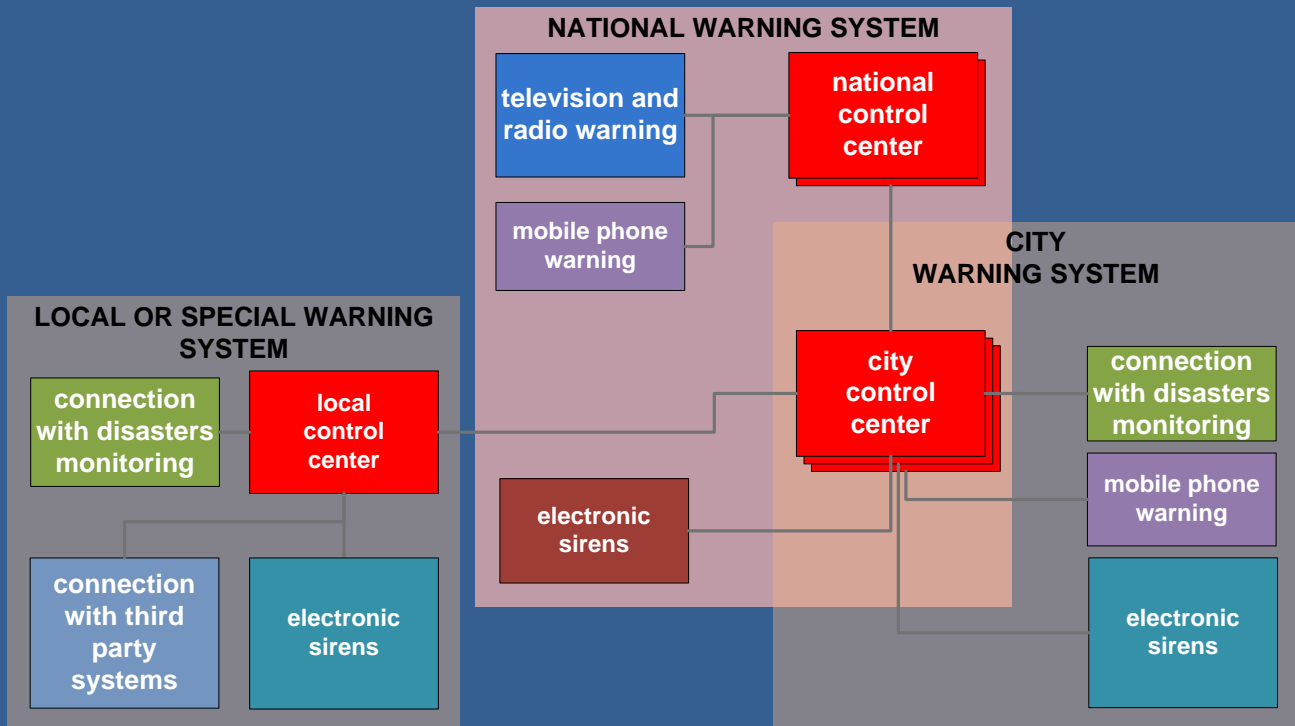 NATIONAL WARNING SYSTEM
television and
radio warning
national
control
center
mobile phone
warning
CITY
WARNING SYSTEM
LOCAL OR SPECIAL WARNING
SYSTEM
connection
with disasters
monitoring
local
control
center
city
control
center
connection
with disasters
monitoring
electronic
sirens
mobile phone
warning
connection
with third
party
systems
electronic
sirens
electronic
sirens